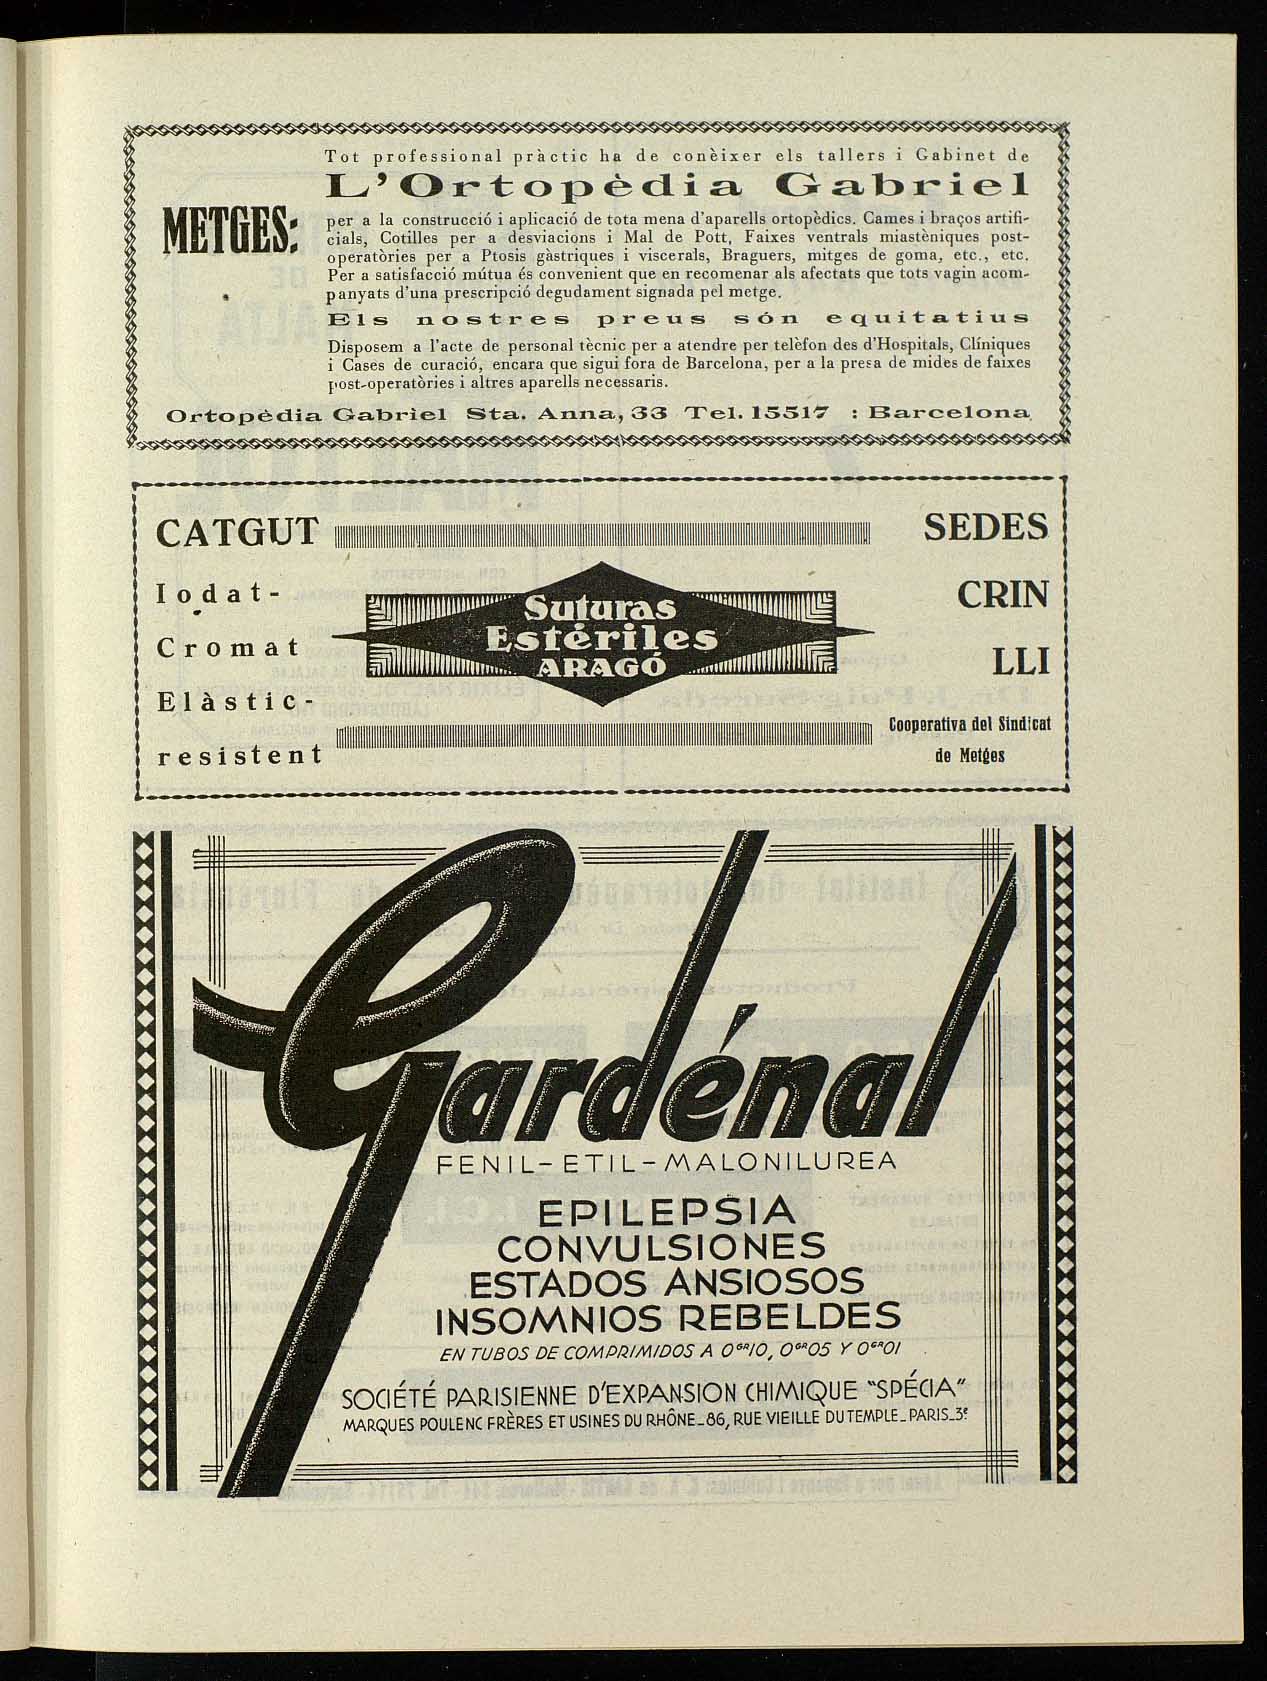 Tot professional pràctic ha de conèixer els tallers i Gabinet de
L'Ortopèdia Gabriel
METGES:
per a la construcció i aplicació de tota mena d'aparells ortopèdics. Cames i braços artifi-
cials, Cotilles per a desviacions i Mal de Pott, Faixes ventrals miastèniques post-
operatòries per a Ptosis gàstriques i viscerals, Braguers, mitges de goma, etc., etc.
Per a satisfacció mútua és convenient que en recomenar als afectats que tots vagin acom-
panyats d'una prescripció degudament signada pel metge.
Els nostres preus són equitatius
Disposem a l'acte de personal tècnic per a atendre per telèfon des d'Hospitals, Clíniques
i Cases de curació, encara que sigui fora de Barcelona, per a la presa de mides de faixes
post-operatòries i altres aparells necessaris.
Ortopèdia Gabrìel Sta. Anna, 33 Tel. 15517 : Barcelona
CATGUT
Iodat-
Cromat
Elàstic-
resistent
Suturas
Estériles
ARAGÓ
SEDES
CRIN
LLI
Cooperativa del Sindicat
de Metges
Gardénal
FENIL-ETIL-MALONILUREA
EPILEPSIA
CONVULSIONES
ESTADOS ANSIOSOS
INSOMNIOS REBELDES
EN TUBOS DE COMPRIMIDOS A 0ᴳᴿ10, 0ᴳᴿ05 Y 0ᴳᴿ01
SOCIÉTÉ PARISIENNE D'EXPANSION CHIMIQUE "SPÉCIA"
MARQUES POULENC FRÈRES ET USINES DU RHÔNE_86, RUE VIEILLE DU TEMPLE_PARIS_3ᵉ